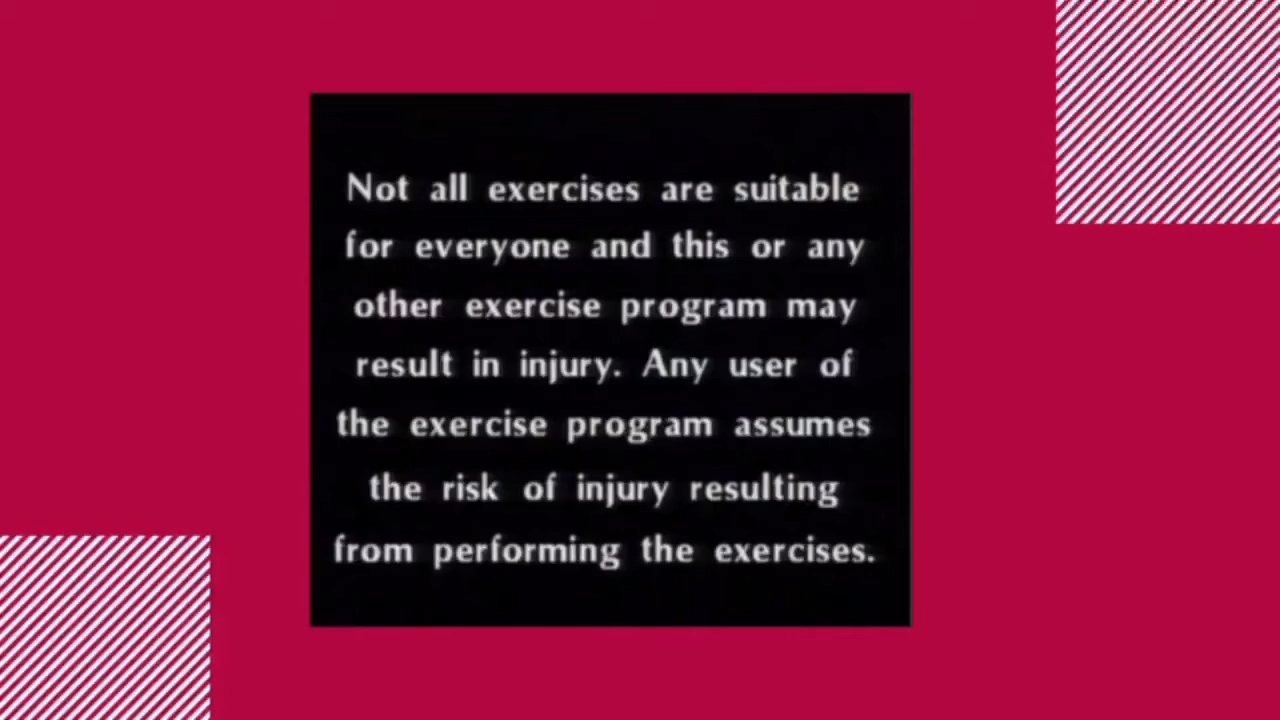 Not all exercises are suitable
for everyone and this or any
other exercise program may
result in injury. Any user of
the exercise program assumes
the risk of injury resulting
from performing the exercises.